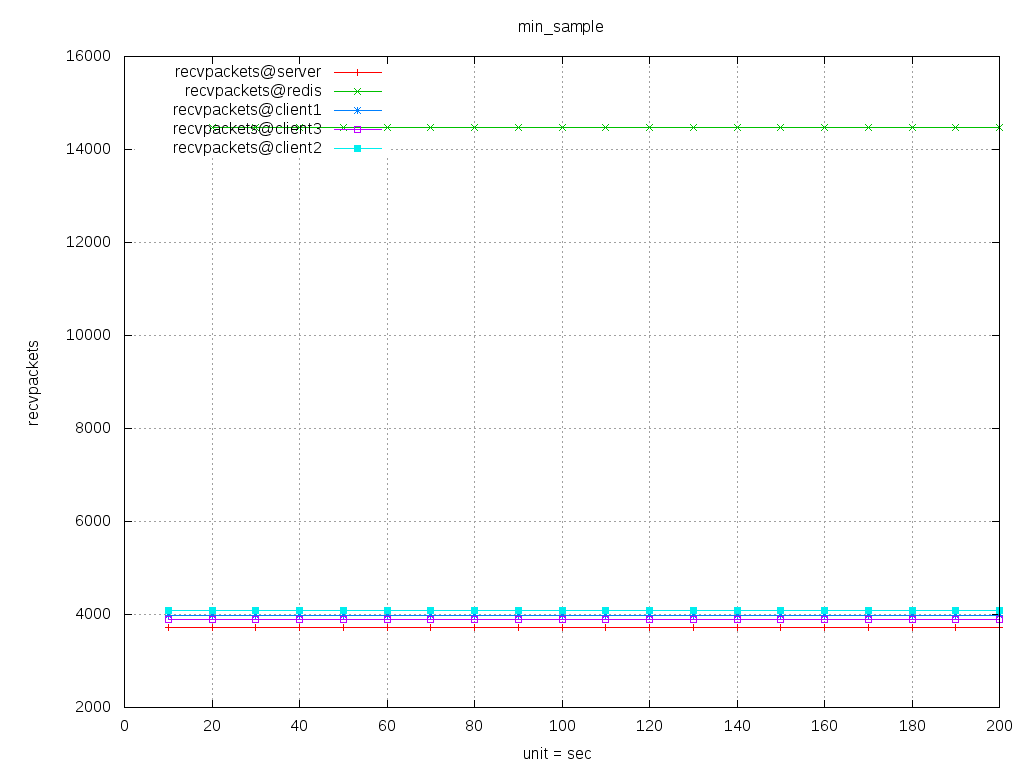 min_sample
16000
14000
12000
10000
8000
6000
4000
2000
recvpackets
recvpackets@server
recvpackets@redis
recvpackets@client1
recvpackets@client3
recvpackets@client2
0 20 40 60 80 100 120 140 160 180 200
unit = sec